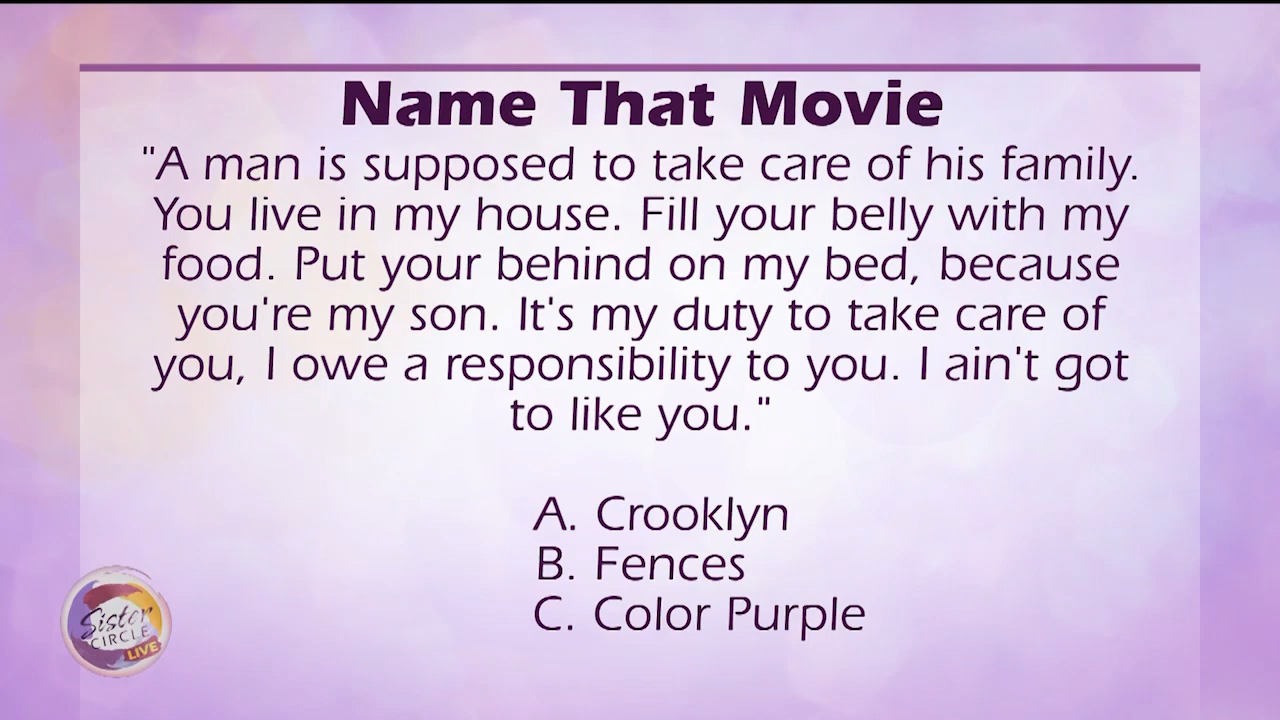 Name That Movie
"A man is supposed to take care of his family.
You live in my house. Fill your belly with my
food. Put your behind on my bed, because
you're my son. It's my duty to take care of
you, I owe a responsibility to you. I ain't got
to like you."
A. Crooklyn
B. Fences
C. Color Purple
Sister
CIRCLE
LIVE